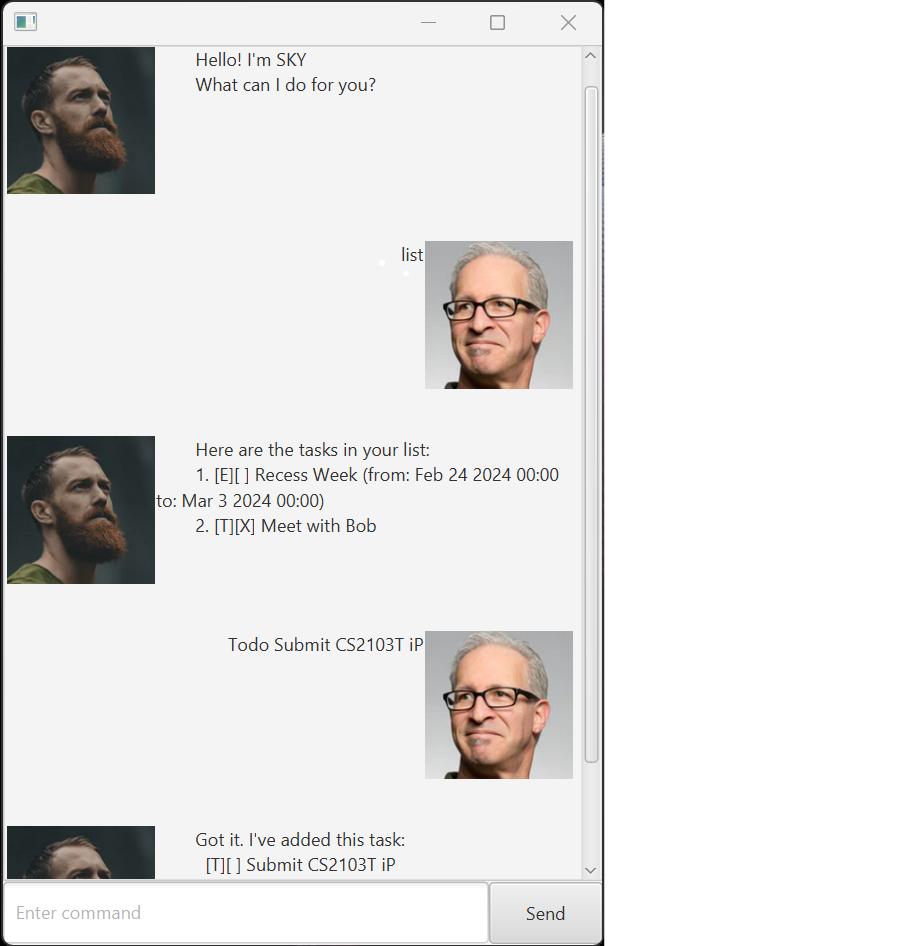 Hello! I'm SKY
What can I do for you?
list
Here are the tasks in your list:
1. [E][ ] Recess Week (from: Feb 24 2024 00:00
to: Mar 3 2024 00:00)
2. [T][X] Meet with Bob
Todo Submit CS2103T iP
Got it. I've added this task:
[T][ ] Submit CS2103T iP
Enter command
Send